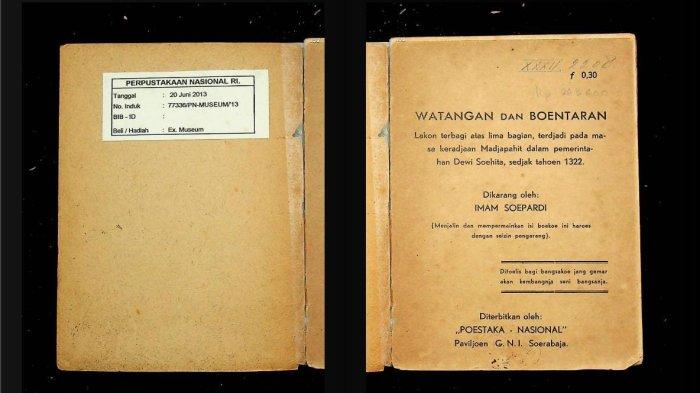 PERPUSTAKAAN NASIONAL RI.
Tanggal : 20 Juni 2013
No. Induk : 77336/PN-MUSEUM/'13
BIB - ID :
Beli / Hadiah : Ex. Museum
XXXIV 2208
ƒ 0,30
WATANGAN DAN BOENTARAN
Lakon terbagi atas lima bagian, terdjadi pada ma-
sa keradjaan Madjapahit dalam pemerinta-
han Dewi Soehita, sedjak tahoen 1322.
Dikarang oleh:
IMAM SOEPARDI
(Menjalin dan mempermainkan isi boekoe ini haroes
dengan seizin pengarang).
Ditoelis bagi bangsakoe jang gemar
akan kembangnja seni bangsanja.
Diterbitkan oleh:
„POESTAKA - NASIONAL"
Paviljoen G. N. I. Soerabaja.